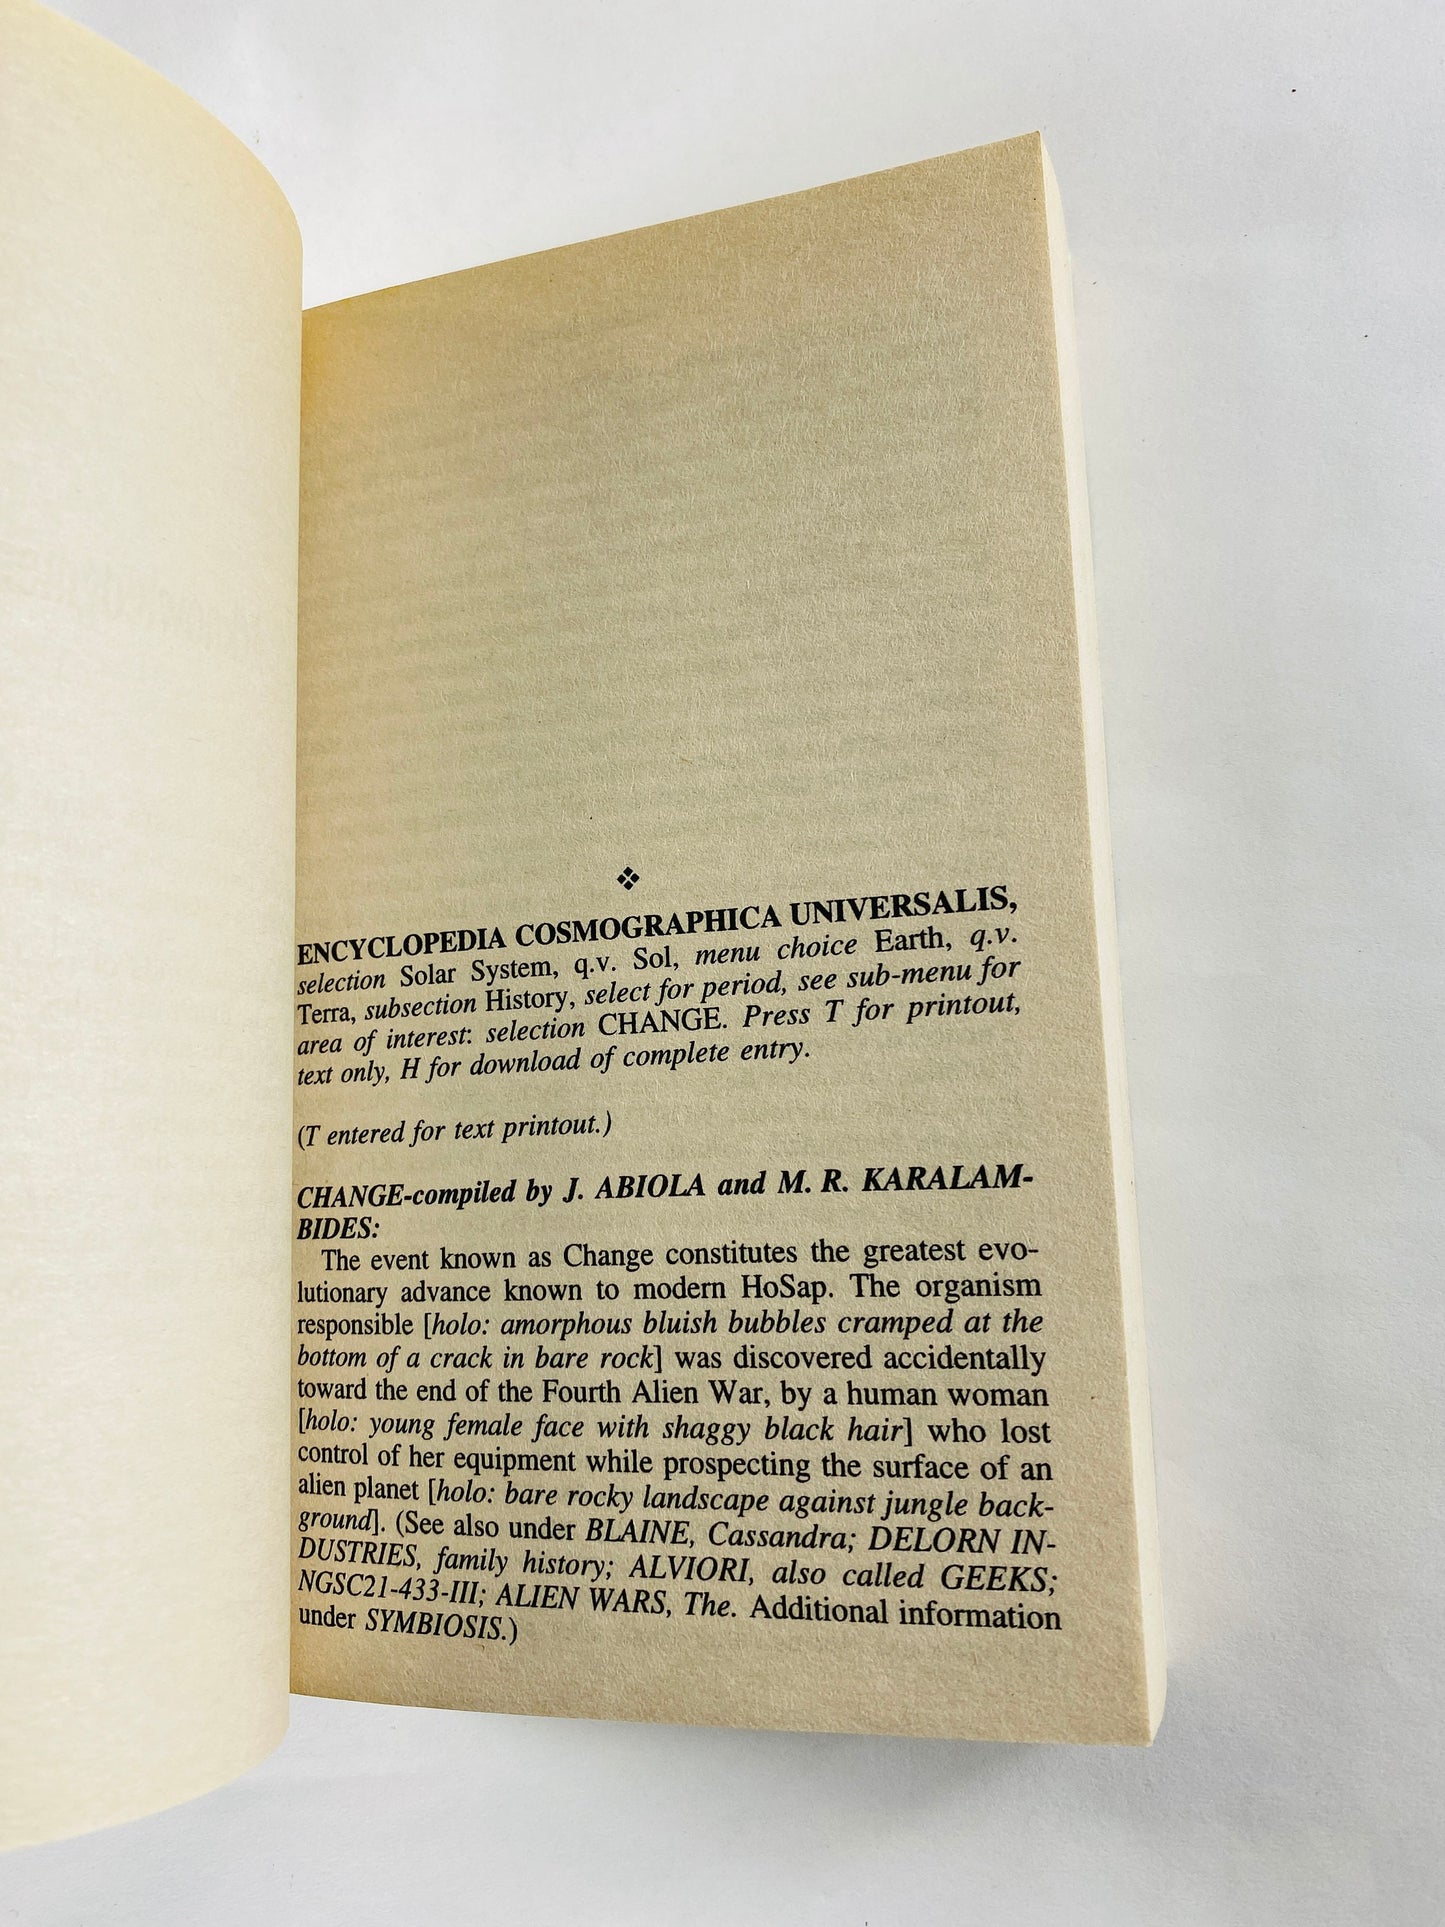 ENCYCLOPEDIA COSMOGRAPHICA UNIVERSALIS,
selection Solar System, q.v. Sol, menu choice Earth, q.v.
Terra, subsection History, select for period, see sub-menu for
area of interest: selection CHANGE. Press T for printout,
text only, H for download of complete entry.
(T entered for text printout.)
CHANGE-compiled by J. ABIOLA and M. R. KARALAM-
BIDES:
The event known as Change constitutes the greatest evo-
lutionary advance known to modern HoSap. The organism
responsible [holo: amorphous bluish bubbles cramped at the
bottom of a crack in bare rock] was discovered accidentally
toward the end of the Fourth Alien War, by a human woman
[holo: young female face with shaggy black hair] who lost
control of her equipment while prospecting the surface of an
alien planet [holo: bare rocky landscape against jungle back-
ground]. (See also under BLAINE, Cassandra; DELORN IN-
DUSTRIES, family history; ALVIORI, also called GEEKS;
NGSC21-433-III; ALIEN WARS, The. Additional information
under SYMBIOSIS.)